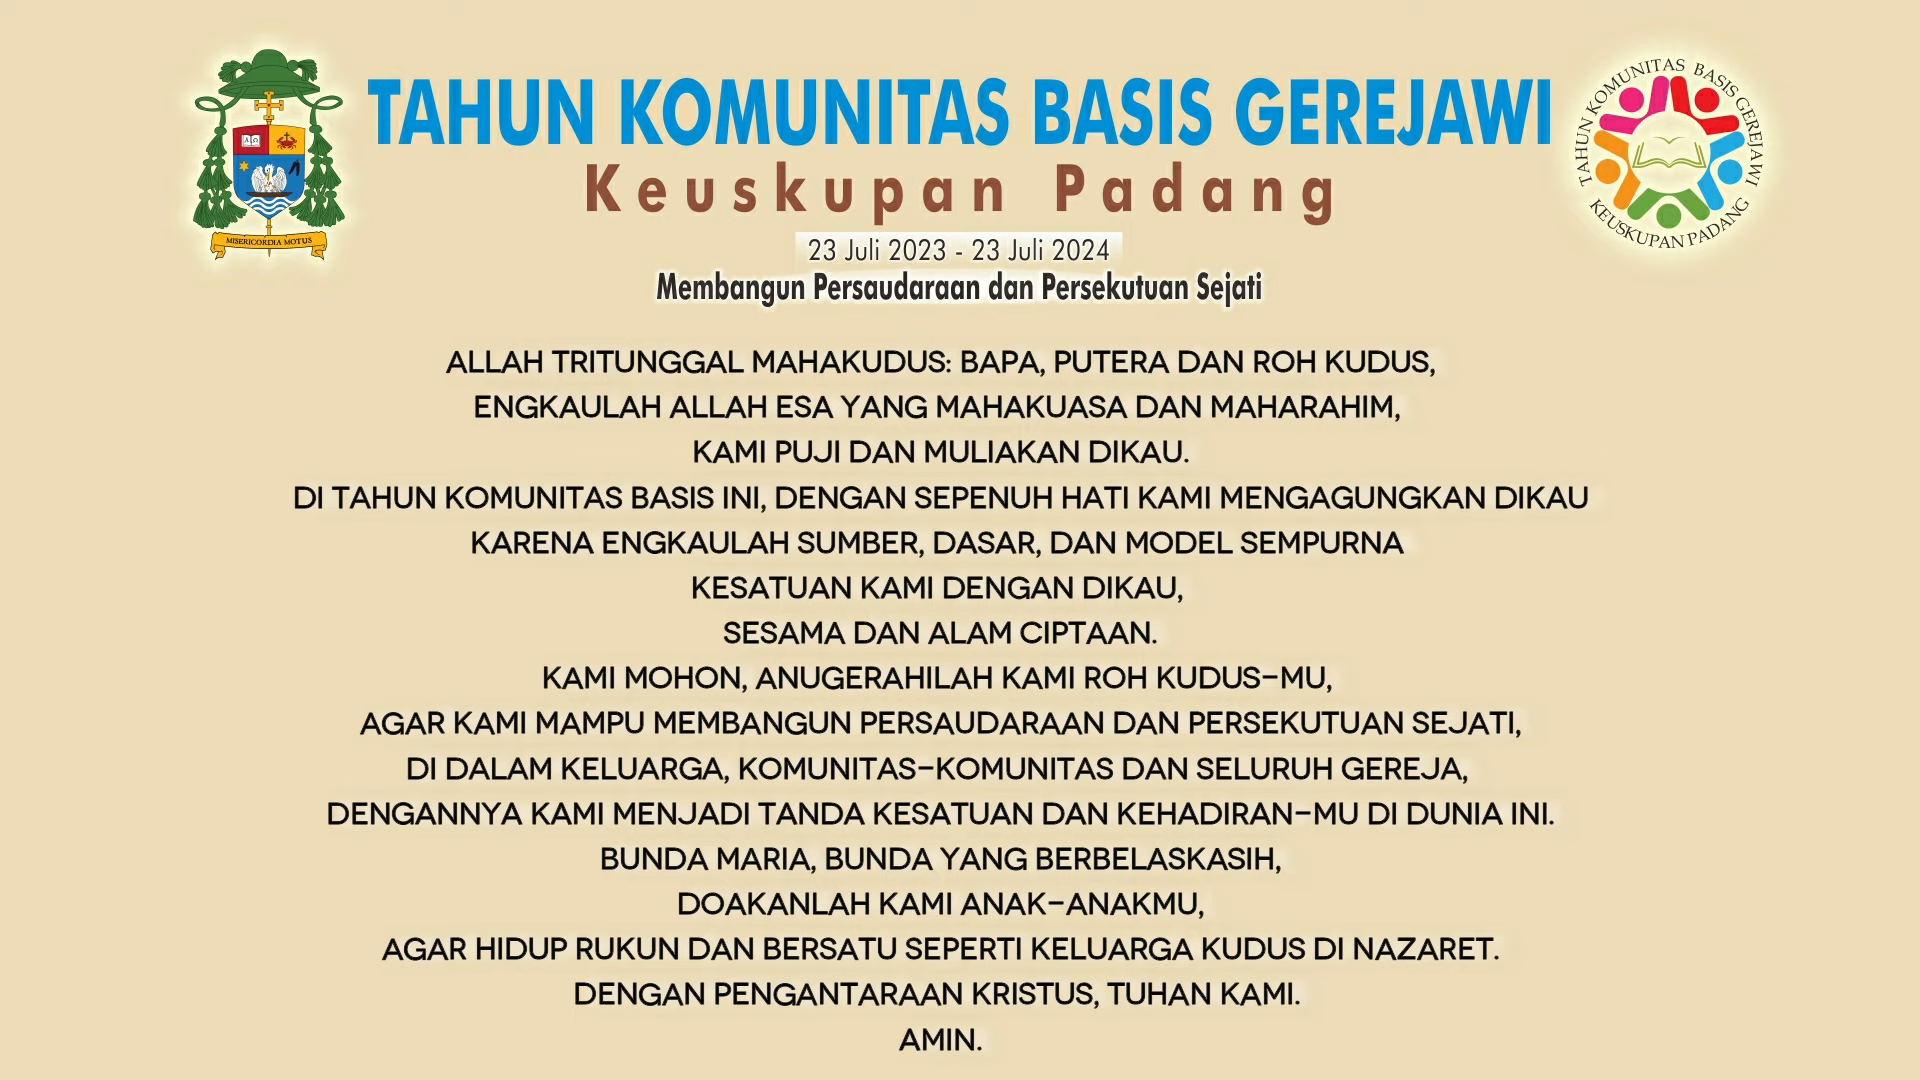 TAHUN KOMUNITAS BASIS GEREJAWI
Keuskupan Padang
23 Juli 2023 - 23 Juli 2024
Membangun Persaudaraan dan Persekutuan Sejati
MISERICORDIA MOTUS
A Ω
TAHUN KOMUNITAS BASIS GEREJAWI
KEUSKUPAN PADANG
ALLAH TRITUNGGAL MAHAKUDUS: BAPA, PUTERA DAN ROH KUDUS,
ENGKAULAH ALLAH ESA YANG MAHAKUASA DAN MAHARAHIM,
KAMI PUJI DAN MULIAKAN DIKAU.
DI TAHUN KOMUNITAS BASIS INI, DENGAN SEPENUH HATI KAMI MENGAGUNGKAN DIKAU
KARENA ENGKAULAH SUMBER, DASAR, DAN MODEL SEMPURNA
KESATUAN KAMI DENGAN DIKAU,
SESAMA DAN ALAM CIPTAAN.
KAMI MOHON, ANUGERAHILAH KAMI ROH KUDUS-MU,
AGAR KAMI MAMPU MEMBANGUN PERSAUDARAAN DAN PERSEKUTUAN SEJATI,
DI DALAM KELUARGA, KOMUNITAS-KOMUNITAS DAN SELURUH GEREJA,
DENGANNYA KAMI MENJADI TANDA KESATUAN DAN KEHADIRAN-MU DI DUNIA INI.
BUNDA MARIA, BUNDA YANG BERBELASKASIH,
DOAKANLAH KAMI ANAK-ANAKMU,
AGAR HIDUP RUKUN DAN BERSATU SEPERTI KELUARGA KUDUS DI NAZARET.
DENGAN PENGANTARAAN KRISTUS, TUHAN KAMI.
AMIN.